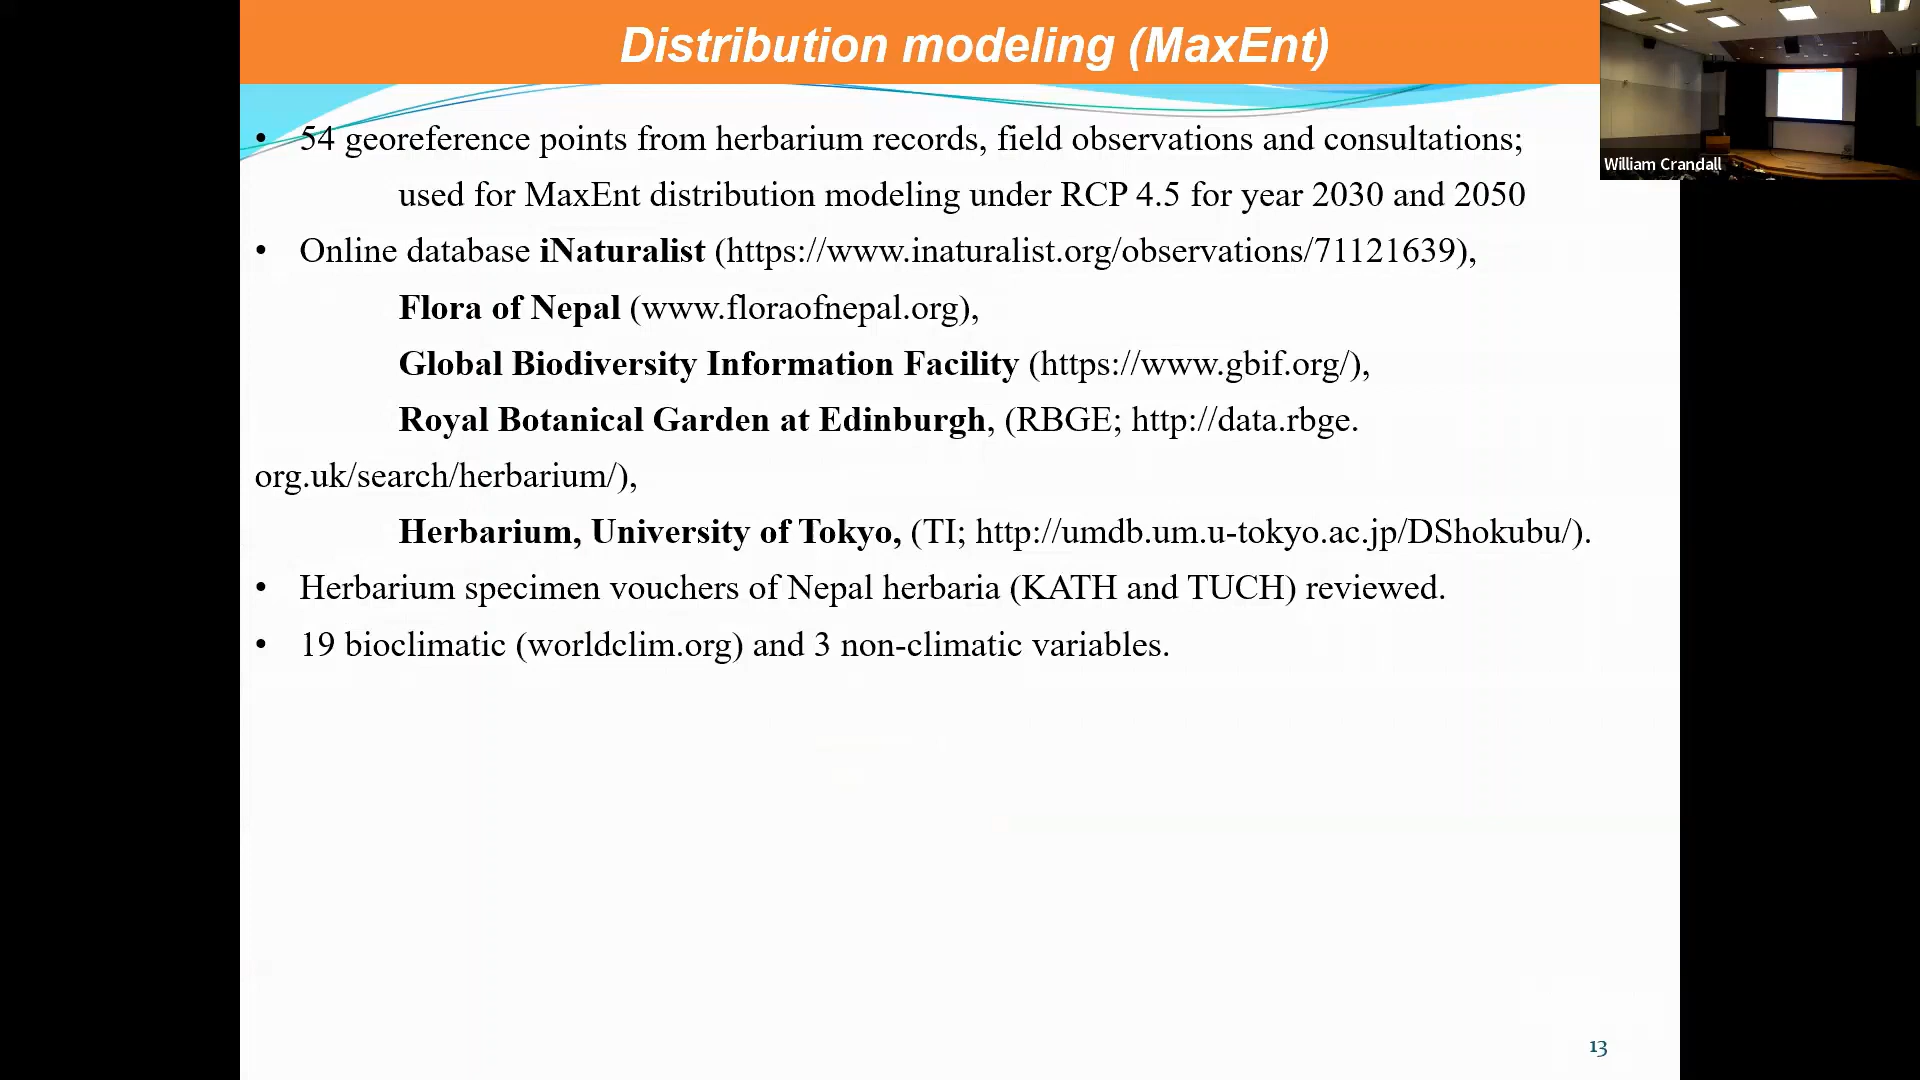 Distribution modeling (MaxEnt)
• 54 georeference points from herbarium records, field observations and consultations;
used for MaxEnt distribution modeling under RCP 4.5 for year 2030 and 2050
• Online database iNaturalist (https://www.inaturalist.org/observations/71121639),
Flora of Nepal (www.floraofnepal.org),
Global Biodiversity Information Facility (https://www.gbif.org/),
Royal Botanical Garden at Edinburgh, (RBGE; http://data.rbge.
org.uk/search/herbarium/),
Herbarium, University of Tokyo, (TI; http://umdb.um.u-tokyo.ac.jp/DShokubu/).
• Herbarium specimen vouchers of Nepal herbaria (KATH and TUCH) reviewed.
• 19 bioclimatic (worldclim.org) and 3 non-climatic variables.
13
William Crandall